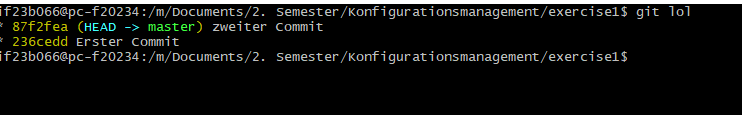 if23b066@pc-f20234:/m/Documents/2. Semester/Konfigurationsmanagement/exercise1$ git lol
* 87f2fea (HEAD -> master) zweiter Commit
* 236cedd Erster Commit
if23b066@pc-f20234:/m/Documents/2. Semester/Konfigurationsmanagement/exercise1$